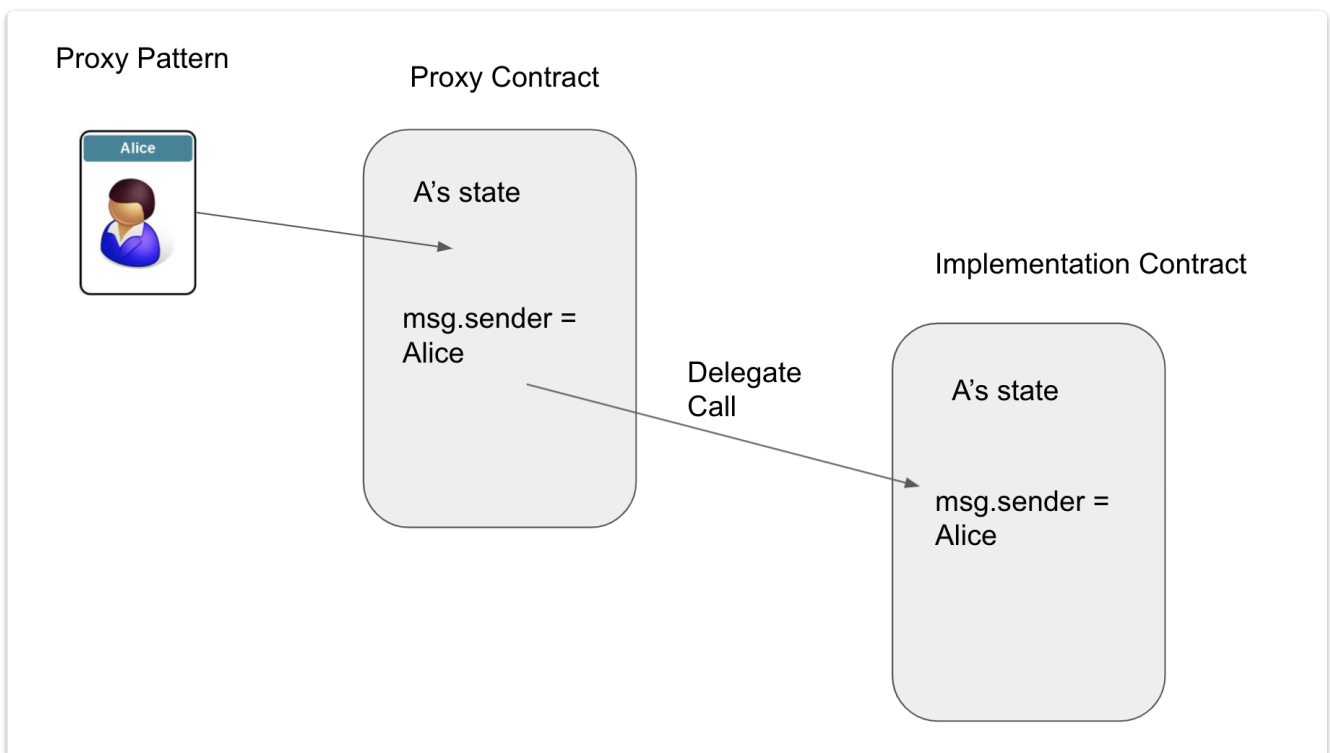 Proxy Pattern
Proxy Contract
Alice
A’s state
msg.sender =
Alice
Delegate
Call
Implementation Contract
A’s state
msg.sender =
Alice